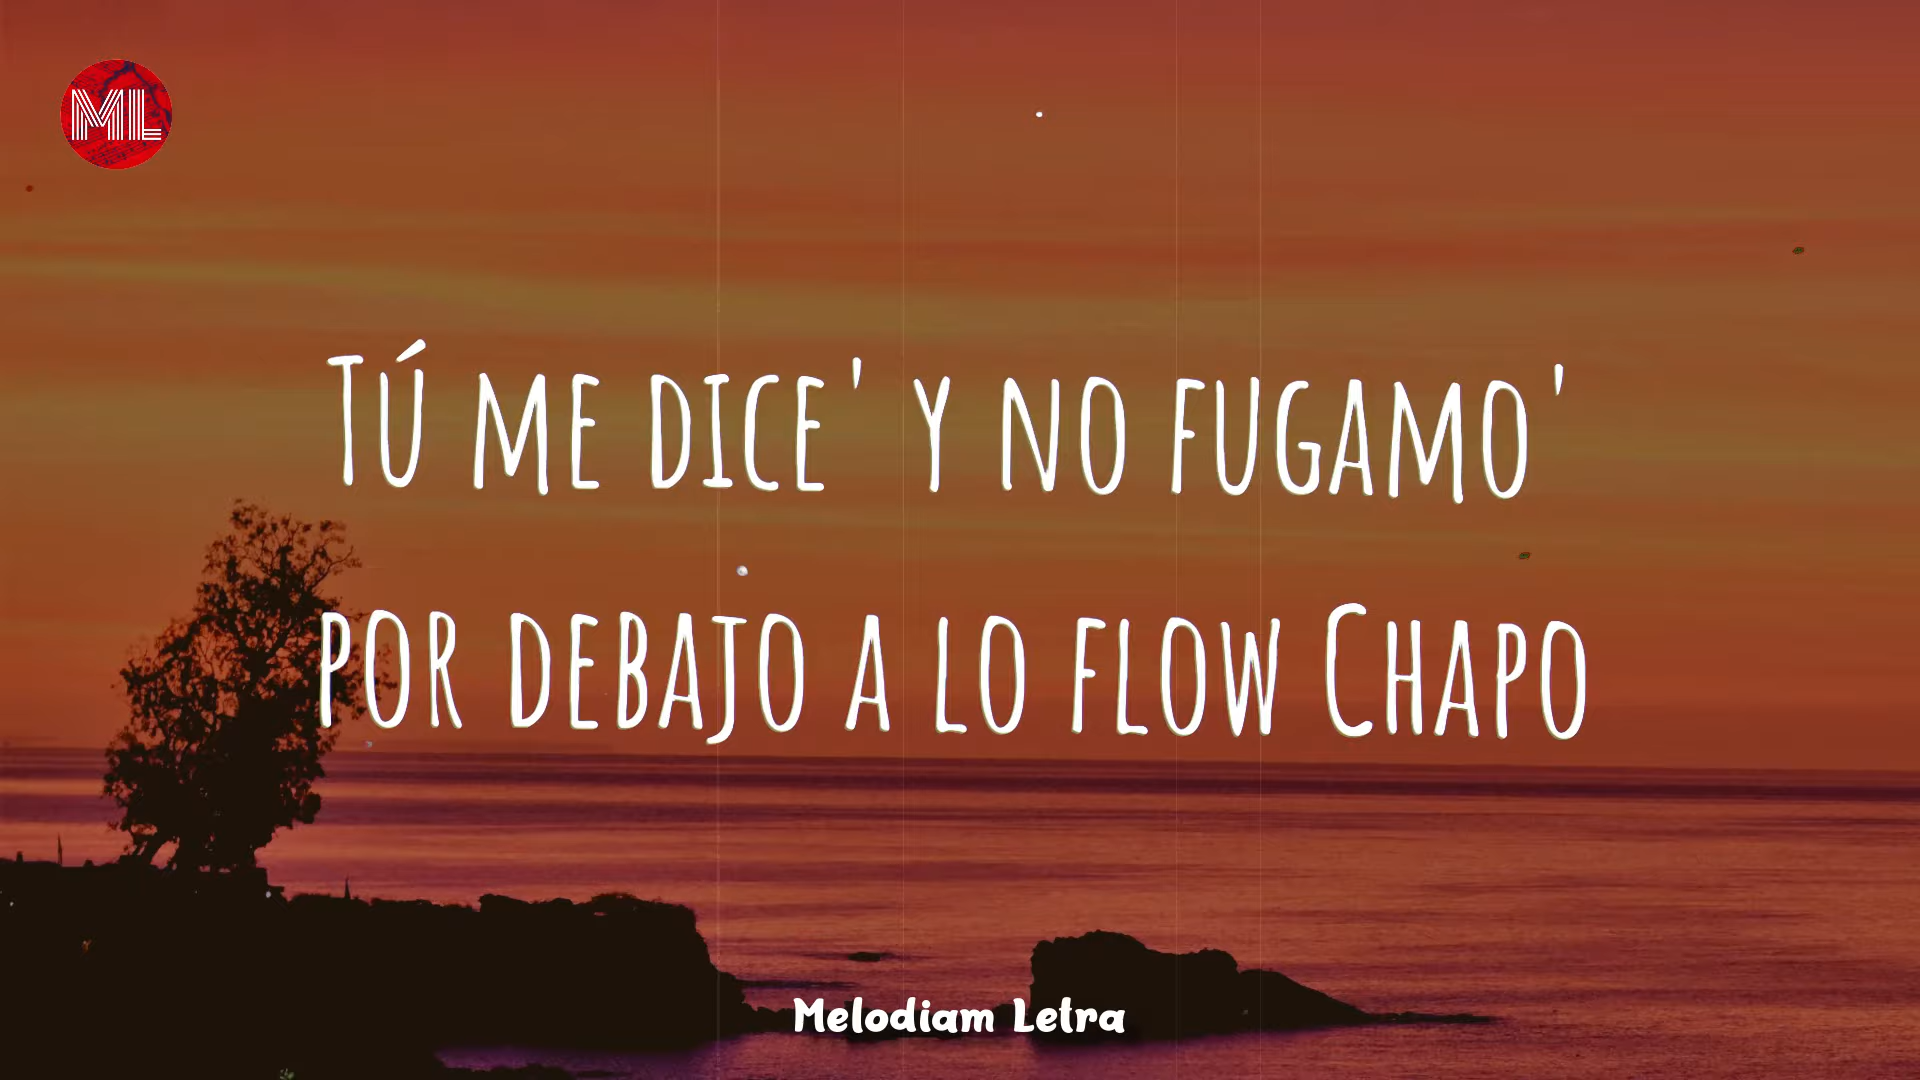 ML
Tú me dice' y no fugamo'
por debajo a lo flow Chapo
Melodiam Letra